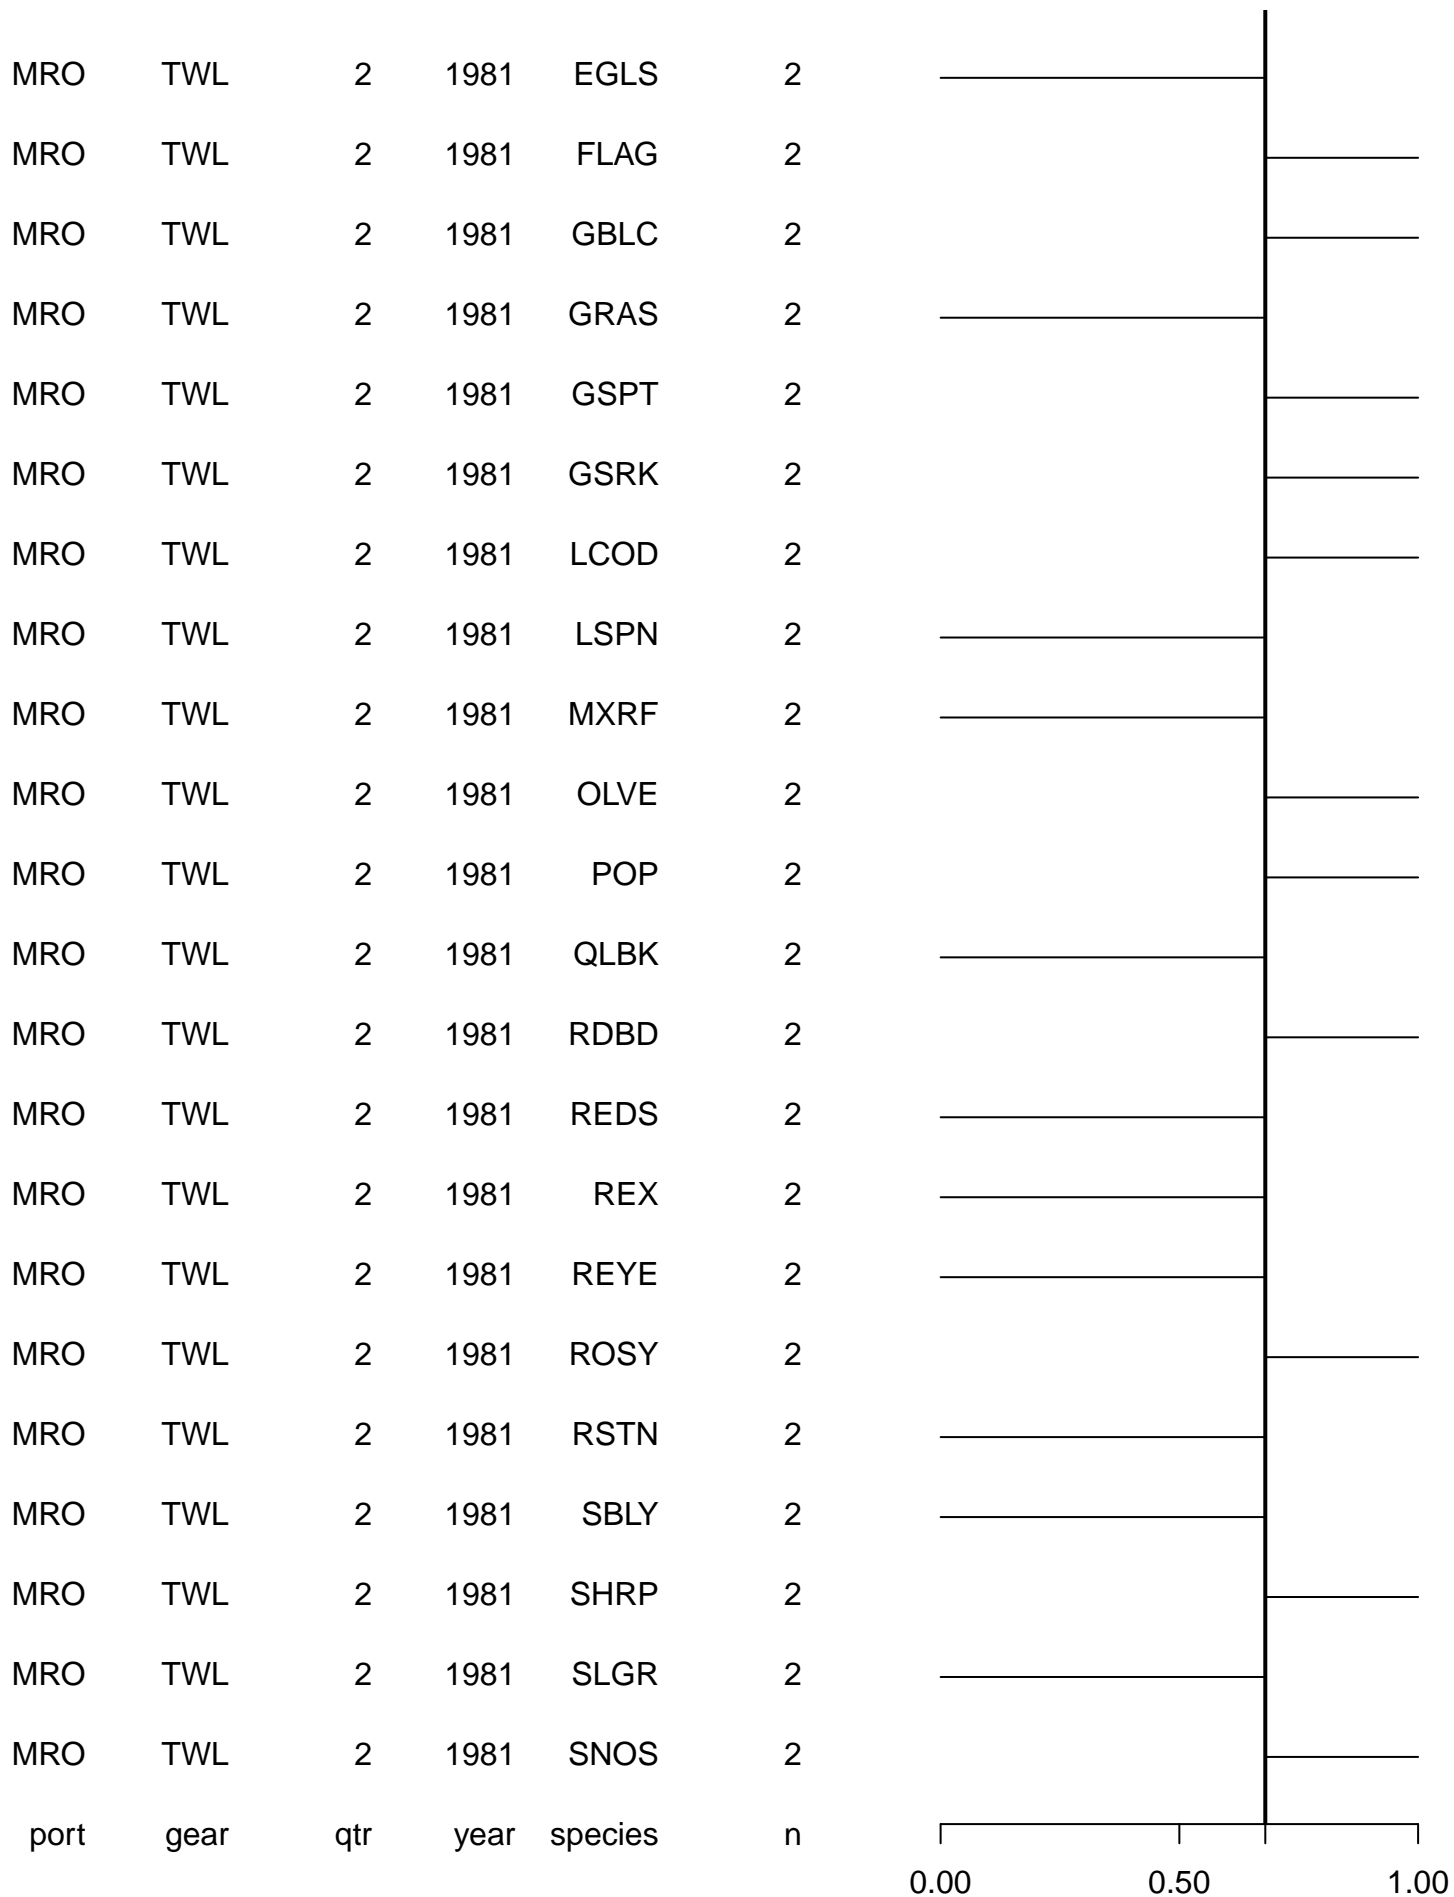 MRO TWL 2 1981 EGLS 2
MRO TWL 2 1981 FLAG 2
MRO TWL 2 1981 GBLC 2
MRO TWL 2 1981 GRAS 2
MRO TWL 2 1981 GSPT 2
MRO TWL 2 1981 GSRK 2
MRO TWL 2 1981 LCOD 2
MRO TWL 2 1981 LSPN 2
MRO TWL 2 1981 MXRF 2
MRO TWL 2 1981 OLVE 2
MRO TWL 2 1981 POP 2
MRO TWL 2 1981 QLBK 2
MRO TWL 2 1981 RDBD 2
MRO TWL 2 1981 REDS 2
MRO TWL 2 1981 REX 2
MRO TWL 2 1981 REYE 2
MRO TWL 2 1981 ROSY 2
MRO TWL 2 1981 RSTN 2
MRO TWL 2 1981 SBLY 2
MRO TWL 2 1981 SHRP 2
MRO TWL 2 1981 SLGR 2
MRO TWL 2 1981 SNOS 2
port gear qtr year species n
0.00 0.50 1.00